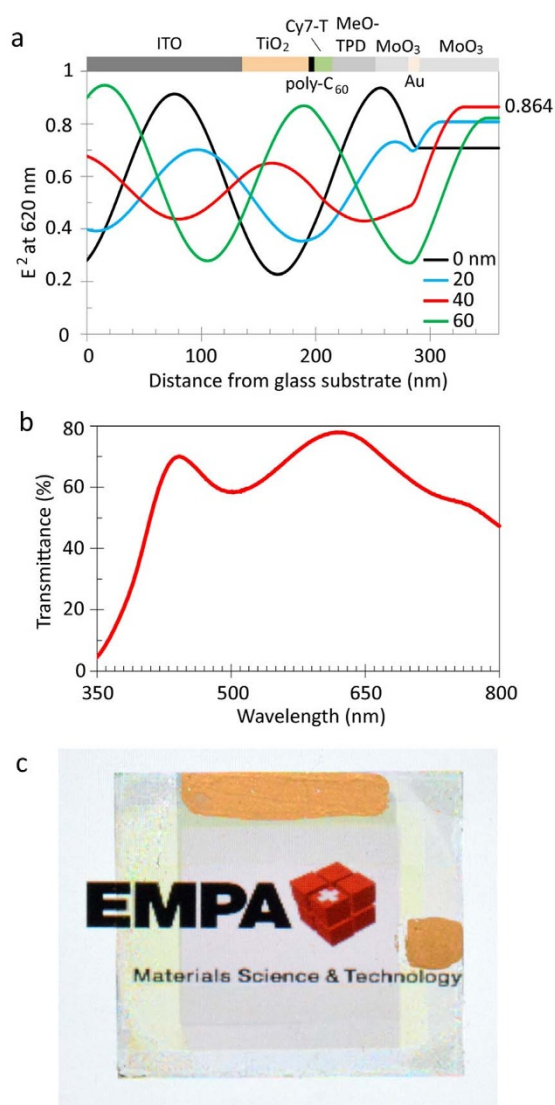 a
Cy7-T
MeO-
ITO
TiO2
TPD
MoO3
MoO3
poly-C60
Au
1
0.8
0.6
0.4
0.2
0
E2 at 620 nm
0.864
0 nm
20
40
60
0
100
200
300
Distance from glass substrate (nm)
b
80
60
40
20
0
Transmittance (%)
350
500
650
800
Wavelength (nm)
c
EMPA
Materials Science & Technology